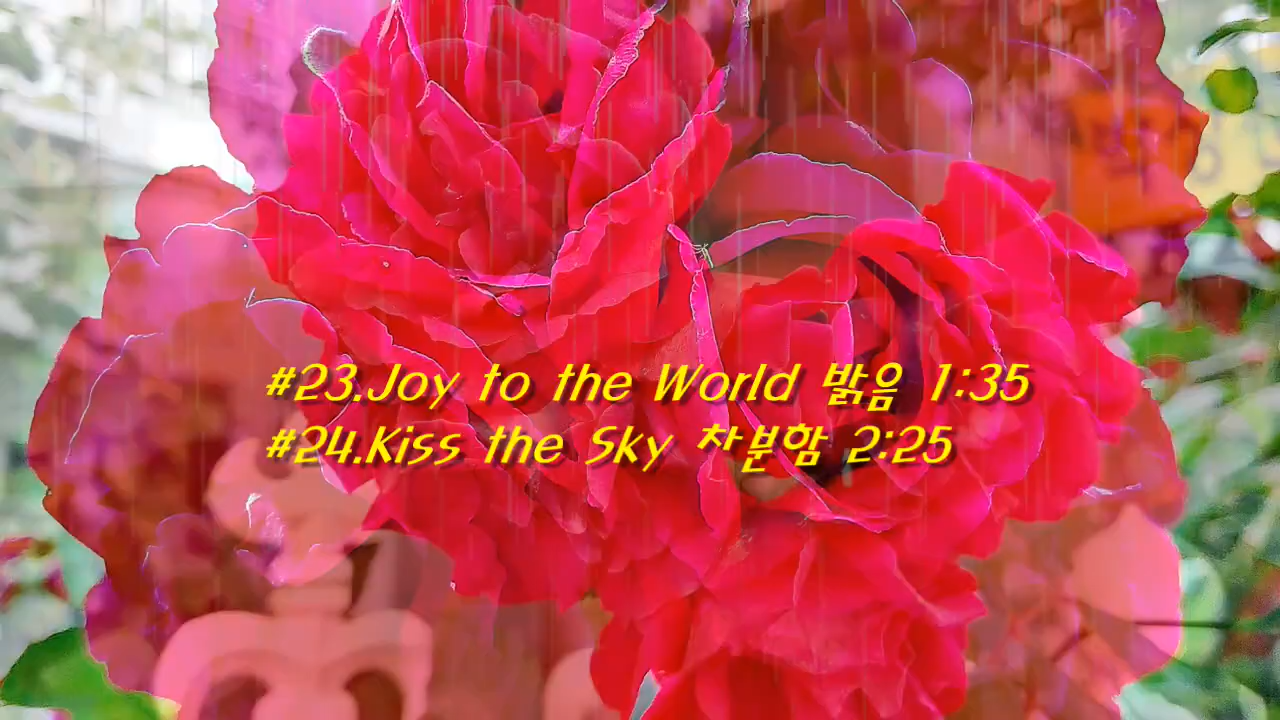 #23.Joy to the World 밝음 1:35
#24.Kiss the Sky 차분함 2:25